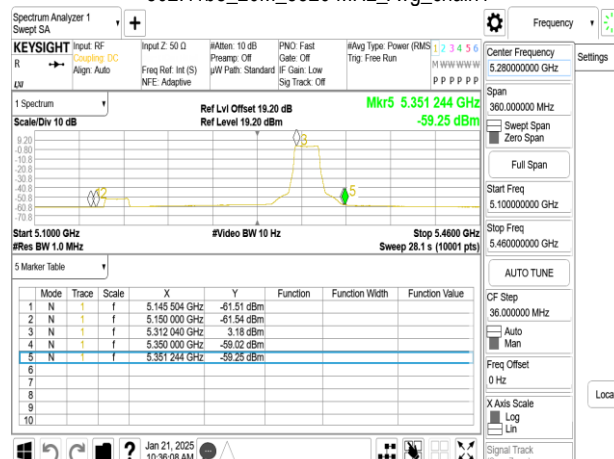 Spectrum Analyzer 1
Swept SA
Frequency
Settings
KEYSIGHT
R
Input: RF
Coupling: DC
Align: Auto
Input Z: 50 Ω
Freq Ref: Int (S)
NFE: Adaptive
#Atten: 10 dB
Preamp: Off
µW Path: Standard
PNO: Fast
Gate: Off
IF Gain: Low
Sig Track: Off
#Avg Type: Power (RMS)
Trig: Free Run
1 2 3 4 5 6
M W W W W W
P P P P P P
1 Spectrum
Scale/Div 10 dB
Ref Lvl Offset 19.20 dB
Ref Level 19.20 dBm
Mkr5 5.351 244 GHz
-59.25 dBm
9.20
-0.80
-10.8
-20.8
-30.8
-40.8
-50.8
-60.8
-70.8
2
3
5
Start 5.1000 GHz
#Res BW 1.0 MHz
#Video BW 10 Hz
Stop 5.4600 GHz
Sweep 28.1 s (10001 pts)
5 Marker Table
Mode Trace Scale X Y Function Function Width Function Value
1 N 1 f 5.145 504 GHz -61.51 dBm
2 N 1 f 5.150 000 GHz -61.54 dBm
3 N 1 f 5.312 040 GHz 3.18 dBm
4 N 1 f 5.350 000 GHz -59.02 dBm
5 N 1 f 5.351 244 GHz -59.25 dBm
6
7
8
9
10
Jan 21, 2025
10:36:08 AM
Center Frequency
5.280000000 GHz
Span
360.000000 MHz
Swept Span
Zero Span
Full Span
Start Freq
5.100000000 GHz
Stop Freq
5.460000000 GHz
AUTO TUNE
CF Step
36.000000 MHz
Auto
Man
Freq Offset
0 Hz
X Axis Scale
Log
Lin
Signal Track
Loca